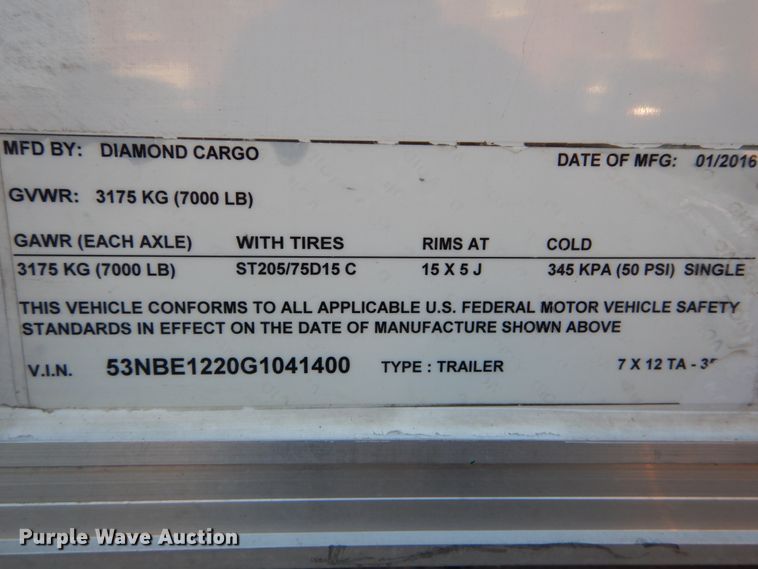 MFD BY: DIAMOND CARGO DATE OF MFG: 01/2016
GVWR: 3175 KG (7000 LB)
GAWR (EACH AXLE) WITH TIRES RIMS AT COLD
3175 KG (7000 LB) ST205/75D15 C 15 X 5 J 345 KPA (50 PSI) SINGLE
THIS VEHICLE CONFORMS TO ALL APPLICABLE U.S. FEDERAL MOTOR VEHICLE SAFETY
STANDARDS IN EFFECT ON THE DATE OF MANUFACTURE SHOWN ABOVE
V.I.N. 53NBE1220G1041400 TYPE : TRAILER 7 X 12 TA -
Purple Wave Auction